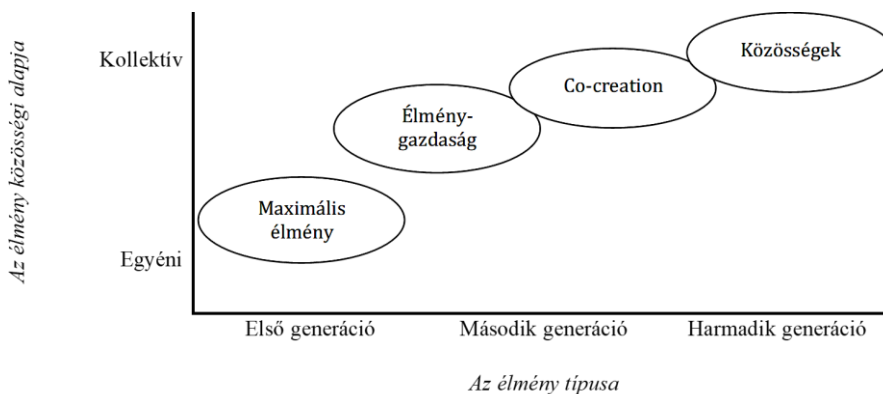 Az élmény közösségi alapja
Kollektív
Egyéni
Közösségek
Co-creation
Élmény-
gazdaság
Maximális
élmény
Első generáció
Második generáció
Harmadik generáció
Az élmény típusa